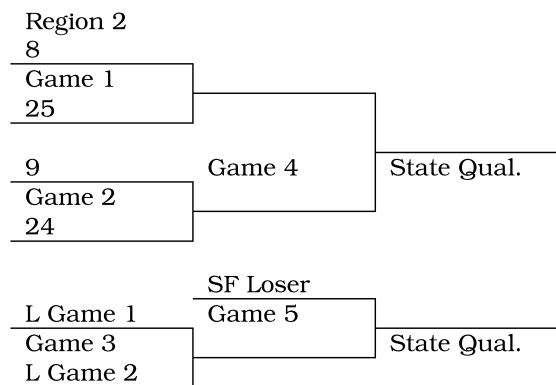 Region 2
8
Game 1
25
9
Game 4
State Qual.
Game 2
24
SF Loser
L Game 1
Game 5
Game 3
State Qual.
L Game 2